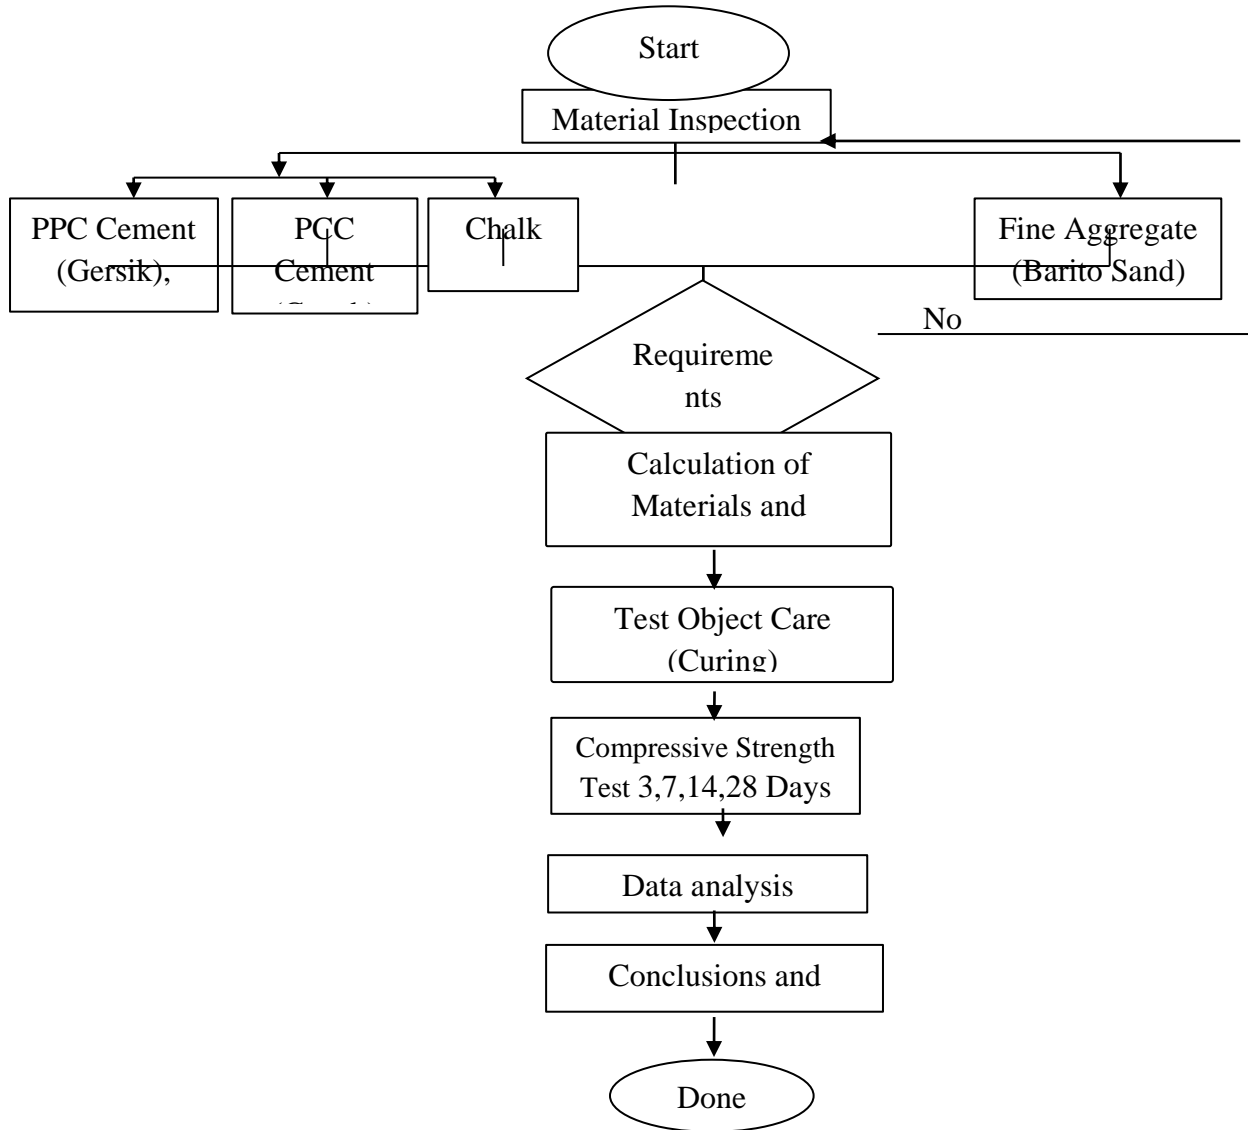 Start
Material Inspection
PPC Cement
(Gersik),
PCC
Cement
Chalk
Fine Aggregate
(Barito Sand)
No
Requireme
nts
Calculation of
Materials and
Test Object Care
(Curing)
Compressive Strength
Test 3,7,14,28 Days
Data analysis
Conclusions and
Done